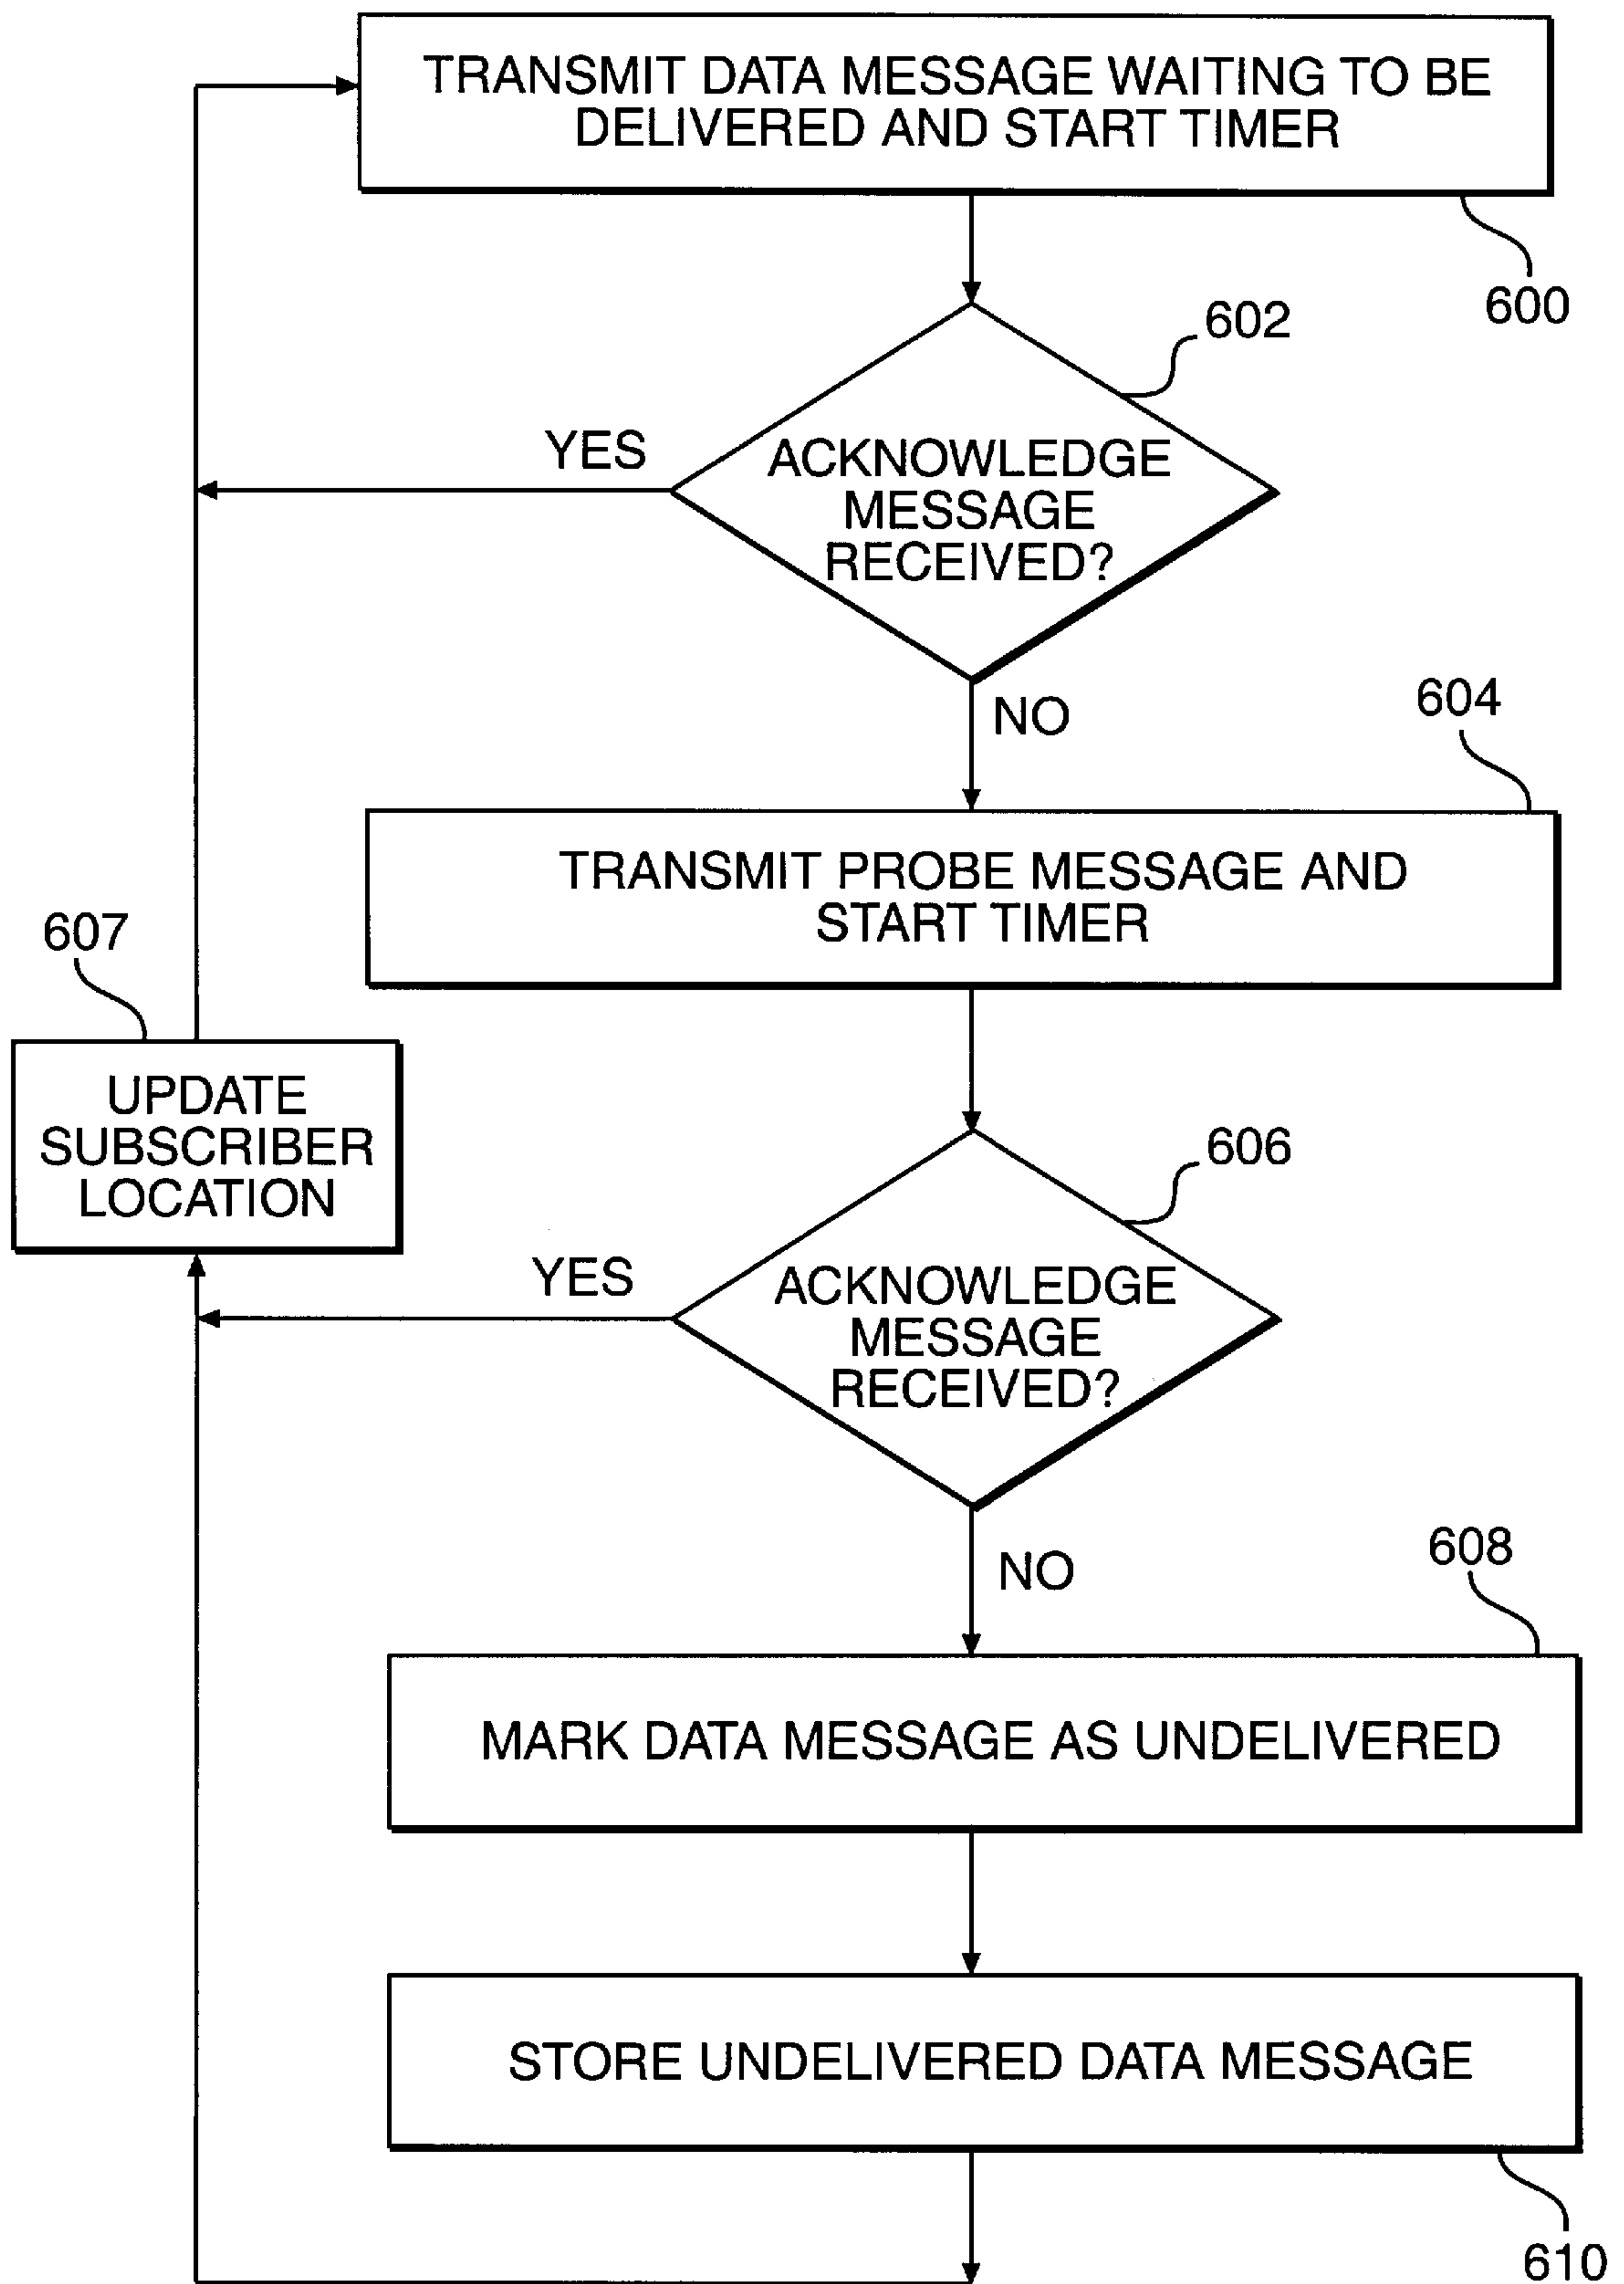 TRANSMIT DATA MESSAGE WAITING TO BE
DELIVERED AND START TIMER
600
602
YES
ACKNOWLEDGE
MESSAGE
RECEIVED?
NO
604
TRANSMIT PROBE MESSAGE AND
START TIMER
607
UPDATE
SUBSCRIBER
LOCATION
606
YES
ACKNOWLEDGE
MESSAGE
RECEIVED?
NO
608
MARK DATA MESSAGE AS UNDELIVERED
STORE UNDELIVERED DATA MESSAGE
610